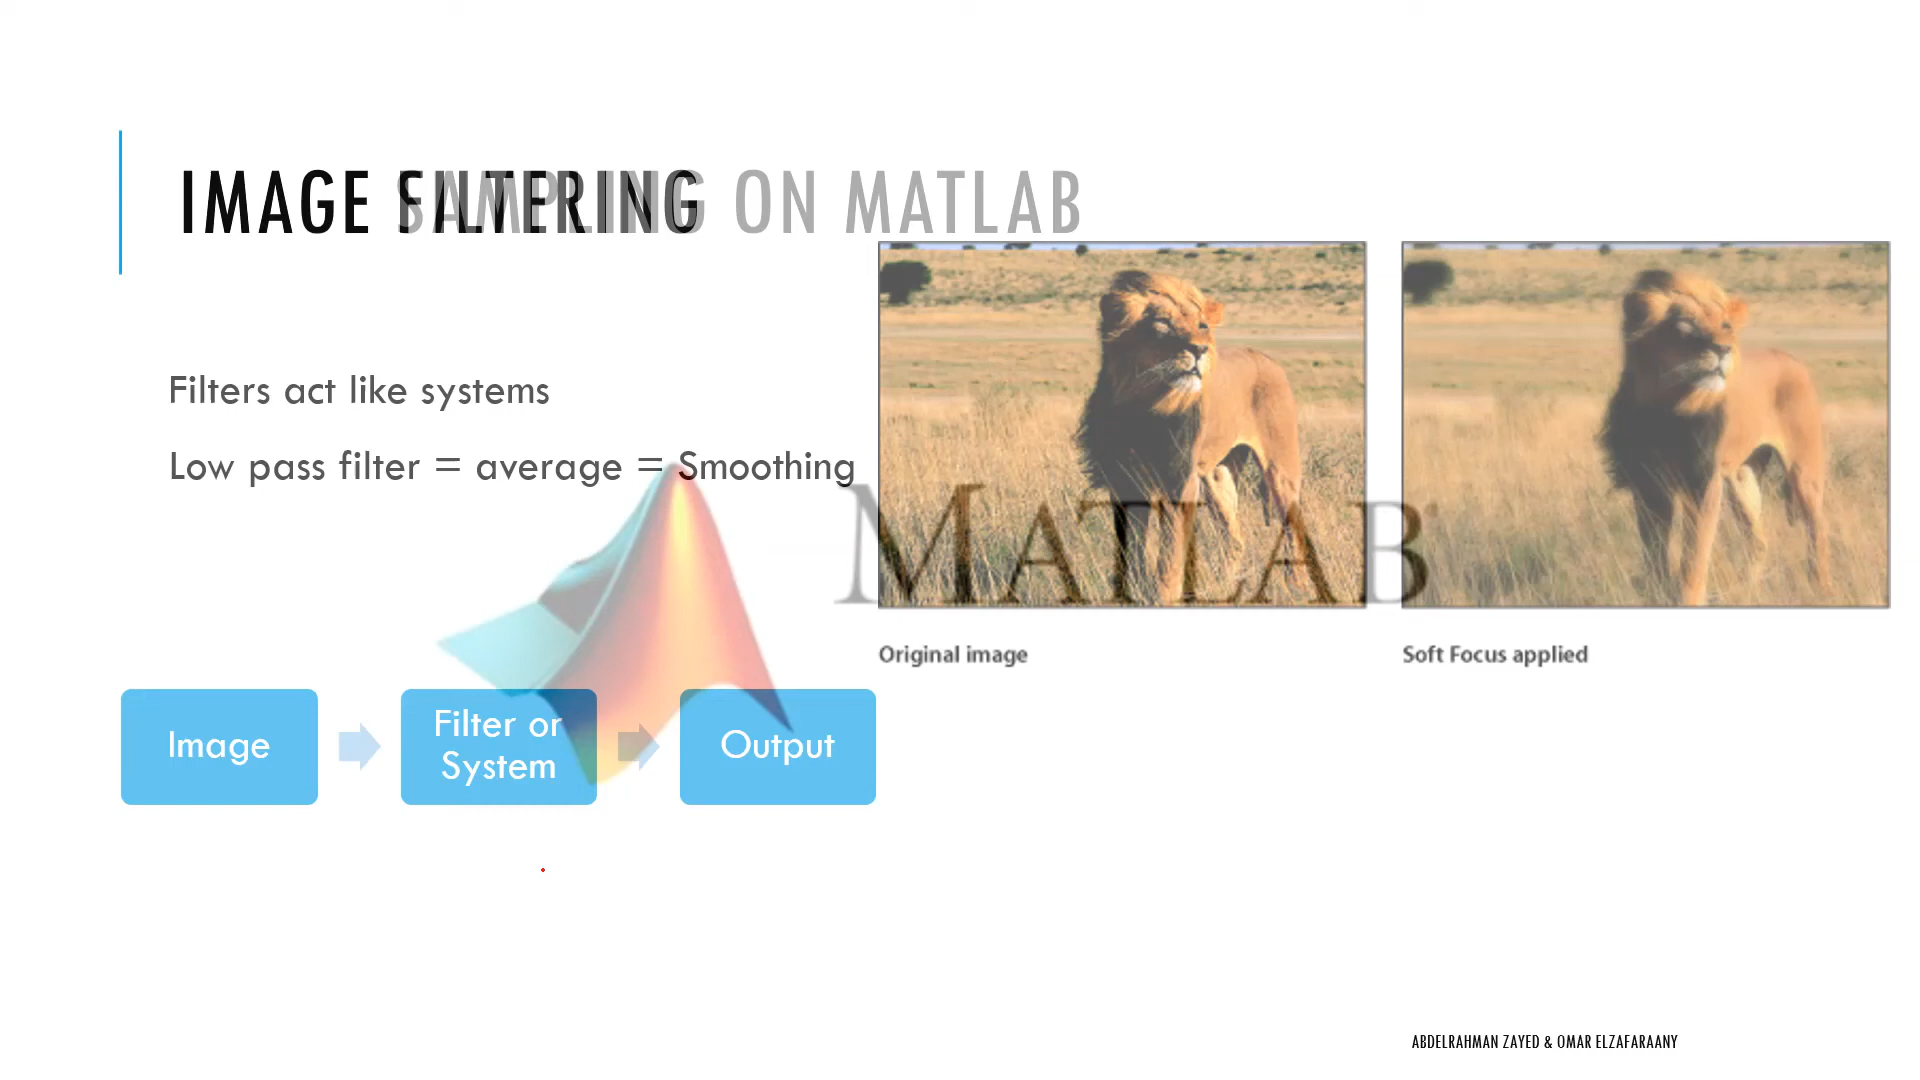 IMAGE FILTERING
IMAGE SAMPLING ON MATLAB
Filters act like systems
Low pass filter = average = Smoothing
MATLAB
Original image
Soft Focus applied
Image
Filter or
System
Output
ABDELRAHMAN ZAYED & OMAR ELZAFARAANY